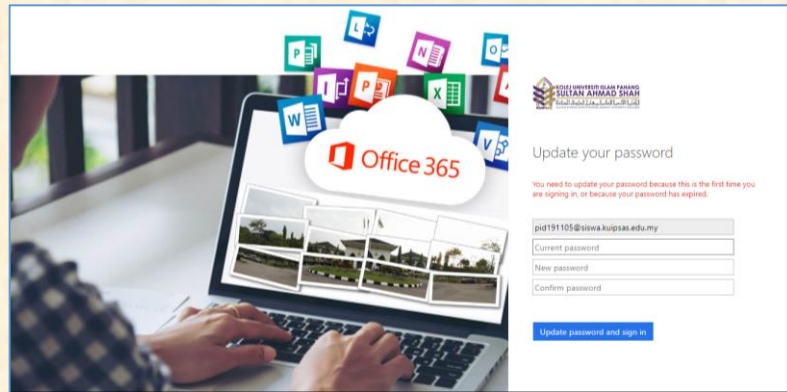 Office 365
KOLEJ UNIVERSITI ISLAM PAHANG
SULTAN AHMAD SHAH
Update your password
You need to update your password because this is the first time you
are signing in, or because your password has expired.
pid191105@siswa.kuipsas.edu.my
Current password
New password
Confirm password
Update password and sign in